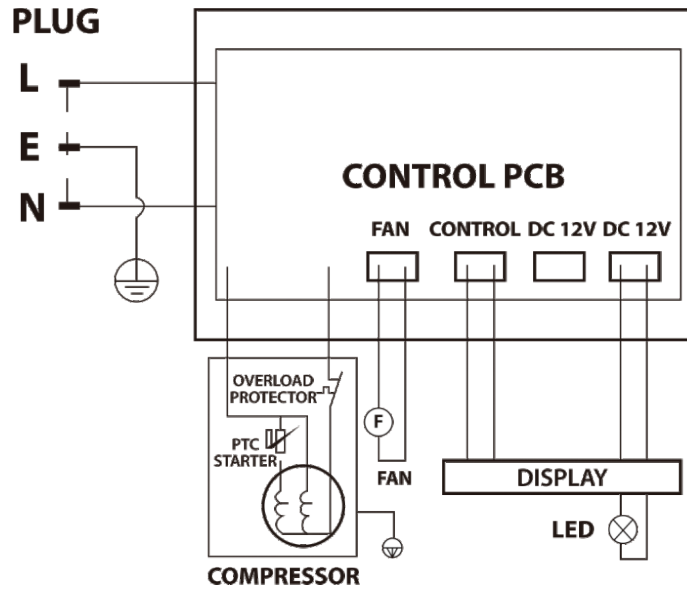 PLUG
L
E
N
CONTROL PCB
FAN CONTROL DC 12V DC 12V
OVERLOAD
PROTECTOR
PTC
STARTER
F
FAN
DISPLAY
LED
COMPRESSOR